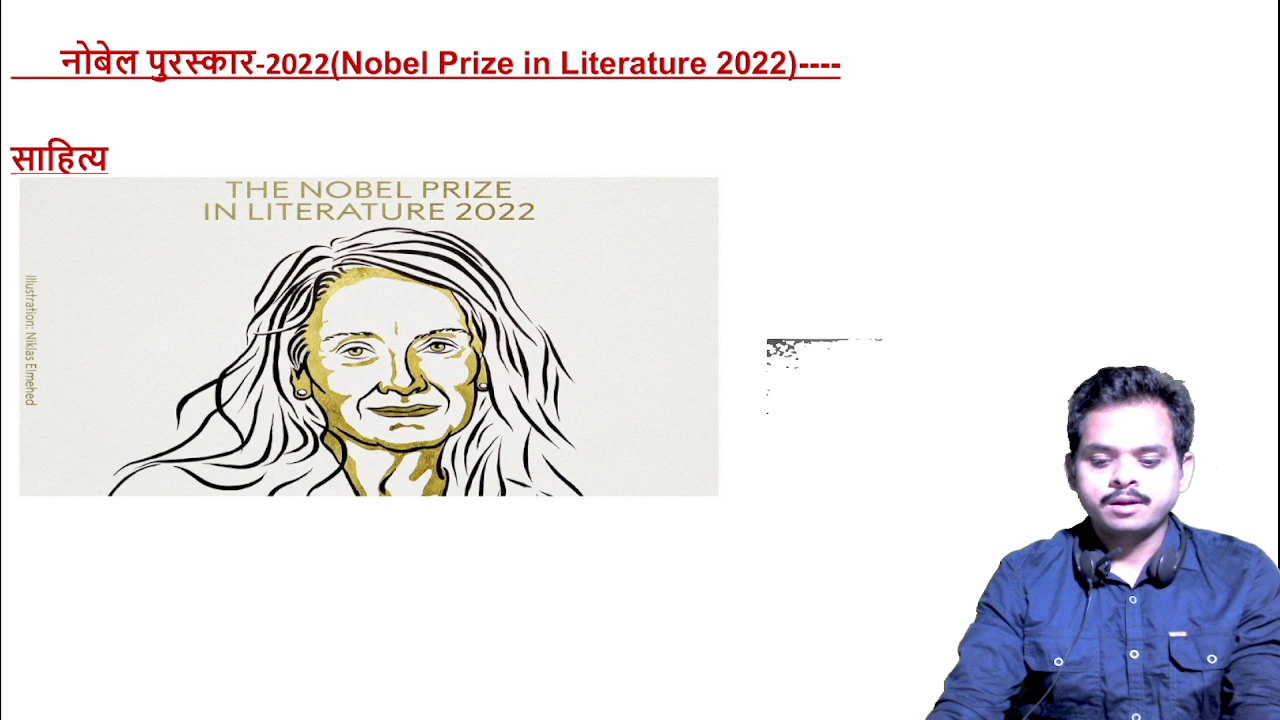 नोबेल पुरस्कार-2022(Nobel Prize in Literature 2022)----
साहित्य
THE NOBEL PRIZE
IN LITERATURE 2022
Illustration: Niklas Elmehed